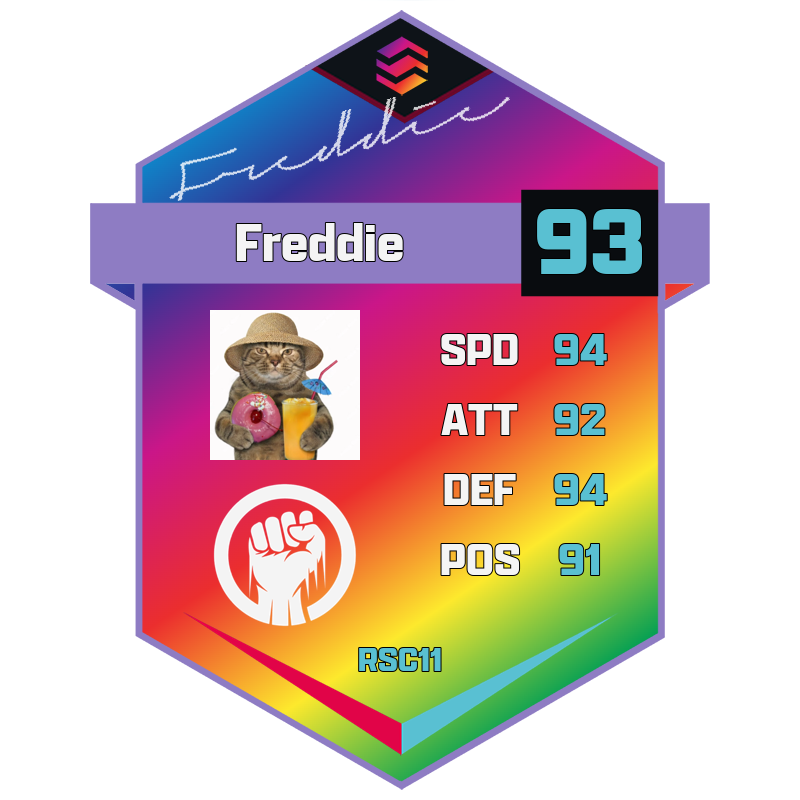 Freddie
Freddie 93
SPD 94
ATT 92
DEF 94
POS 91
RSC11